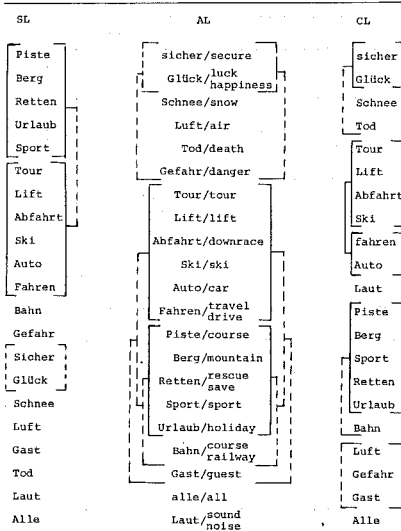 SL AL CL
Piste
Berg
Retten
Urlaub
Sport
Tour
Lift
Abfahrt
Ski
Auto
Fahren
Bahn
Gefahr
Sicher
Glück
Schnee
Luft
Gast
Tod
Laut
Alle
sicher/secure
Glück/luck
happiness
Schnee/snow
Luft/air
Tod/death
Gefahr/danger
Tour/tour
Lift/lift
Abfahrt/downrace
Ski/ski
Auto/car
Fahren/travel
drive
Piste/course
Berg/mountain
Retten/rescue
save
Sport/sport
Urlaub/holiday
Bahn/course
railway
Gast/guest
alle/all
Laut/sound
noise
sicher
Glück
Schnee
Tod
Tour
Lift
Abfahrt
Ski
fahren
Auto
Laut
Piste
Berg
Sport
Retten
Urlaub
Bahn
Luft
Gefahr
Gast
Alle